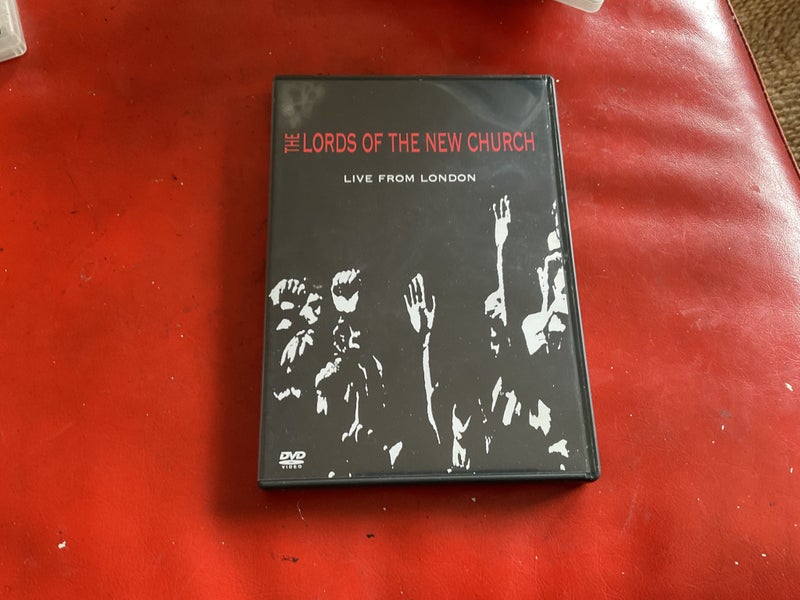 THE LORDS OF THE NEW CHURCH
LIVE FROM LONDON
DVD
VIDEO